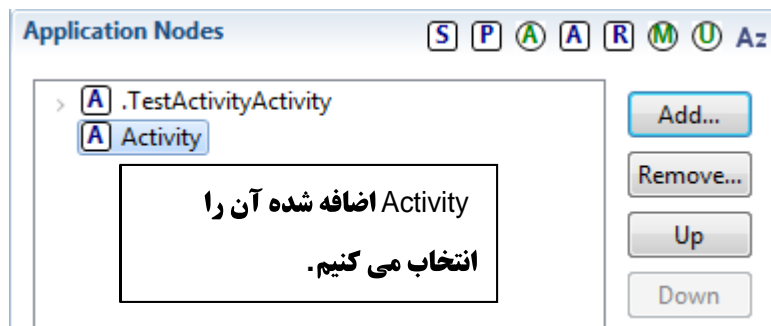 Application Nodes S P A A R M U Az
A .TestActivityActivity
Add...
A Activity
Remove...
Activity اضافه شده آن را
انتخاب می کنیم.
Up
Down